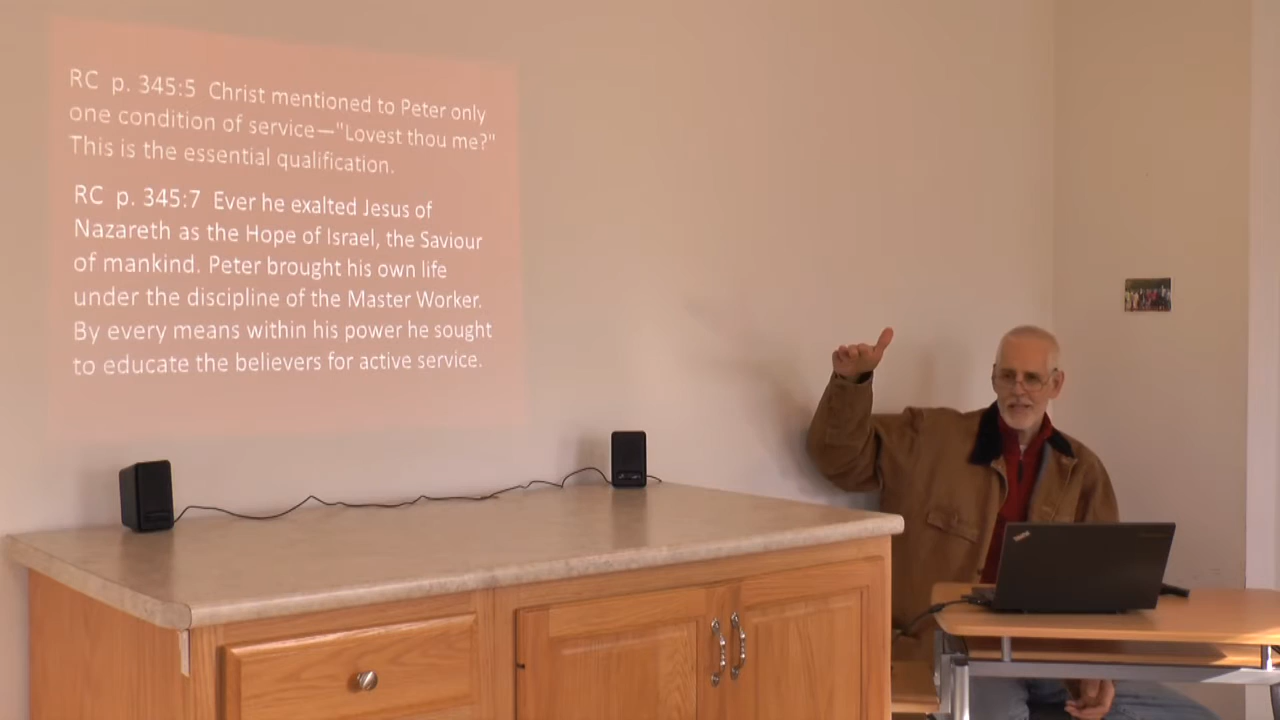 RC p. 345:5 Christ mentioned to Peter only
one condition of service—"Lovest thou me?"
This is the essential qualification.
RC p. 345:7 Ever he exalted Jesus of
Nazareth as the Hope of Israel, the Saviour
of mankind. Peter brought his own life
under the discipline of the Master Worker.
By every means within his power he sought
to educate the believers for active service.